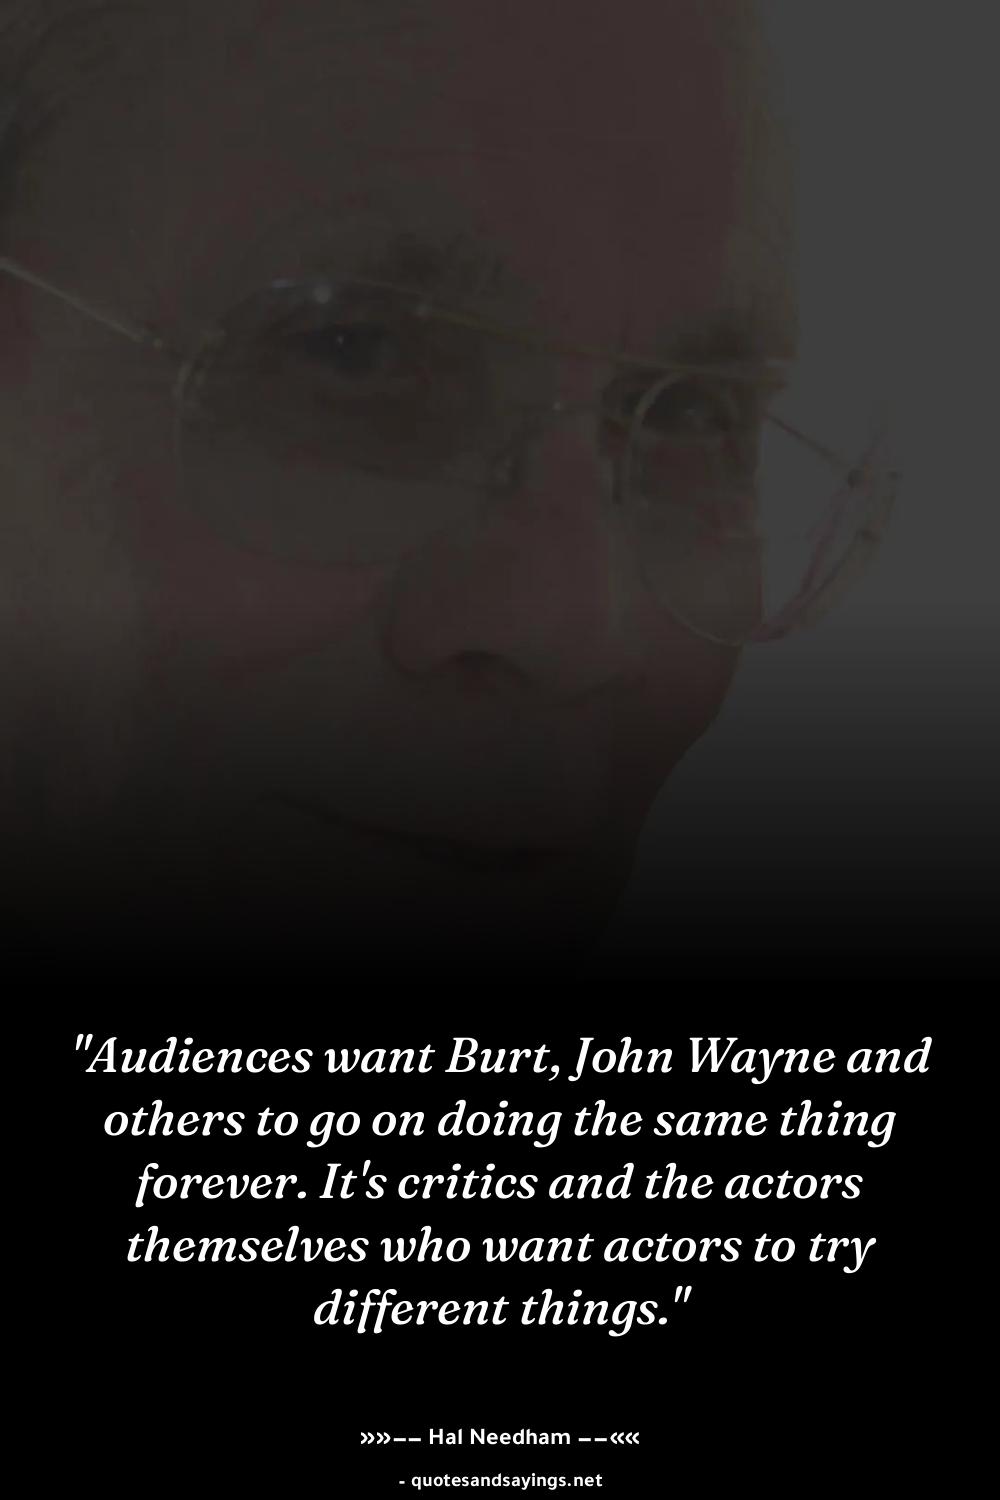 "Audiences want Burt, John Wayne and
others to go on doing the same thing
forever. It's critics and the actors
themselves who want actors to try
different things."
»»−− Hal Needham −−««
- quotesandsayings.net